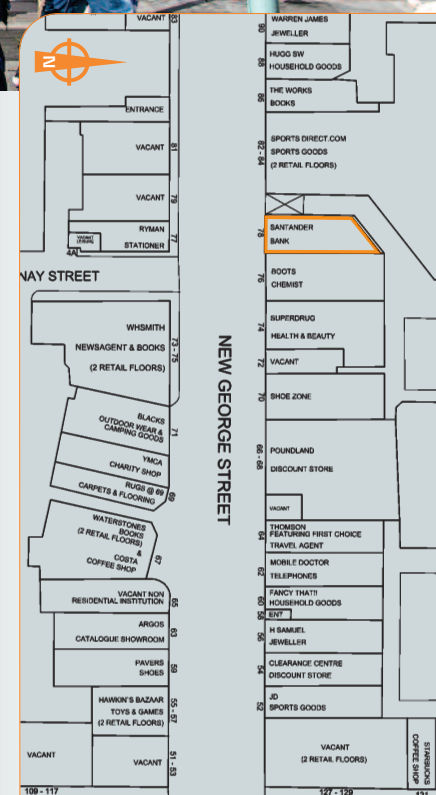 N
VACANT
83
ENTRANCE
VACANT
81
VACANT
79
RYMAN
STATIONER
77
VACANT
LEISURE
4A
NAY STREET
WHSMITH
NEWSAGENT & BOOKS
(2 RETAIL FLOORS)
73 - 75
BLACKS
OUTDOOR WEAR &
CAMPING GOODS
71
YMCA
CHARITY SHOP
RUGS @ 69
CARPETS & FLOORING
69
WATERSTONES
BOOKS
(2 RETAIL FLOORS)
&
COSTA
COFFEE SHOP
67
VACANT NON
RESIDENTIAL INSTITUTION
65
ARGOS
CATALOGUE SHOWROOM
63
PAVERS
SHOES
59
HAWKIN'S BAZAAR
TOYS & GAMES
(2 RETAIL FLOORS)
55 - 57
VACANT
VACANT
51 - 53
109 - 117
NEW GEORGE STREET
90
WARREN JAMES
JEWELLER
88
HUGG SW
HOUSEHOLD GOODS
86
THE WORKS
BOOKS
82 - 84
SPORTS DIRECT.COM
SPORTS GOODS
(2 RETAIL FLOORS)
78
SANTANDER
BANK
76
BOOTS
CHEMIST
74
SUPERDRUG
HEALTH & BEAUTY
72
VACANT
70
SHOE ZONE
66 - 68
POUNDLAND
DISCOUNT STORE
VACANT
64
THOMSON
FEATURING FIRST CHOICE
TRAVEL AGENT
62
MOBILE DOCTOR
TELEPHONES
60
FANCY THAT!!
HOUSEHOLD GOODS
58
ENT
56
H SAMUEL
JEWELLER
54
CLEARANCE CENTRE
DISCOUNT STORE
52
JD
SPORTS GOODS
VACANT
(2 RETAIL FLOORS)
127 - 129
STARBUCKS
COFFEE SHOP
131